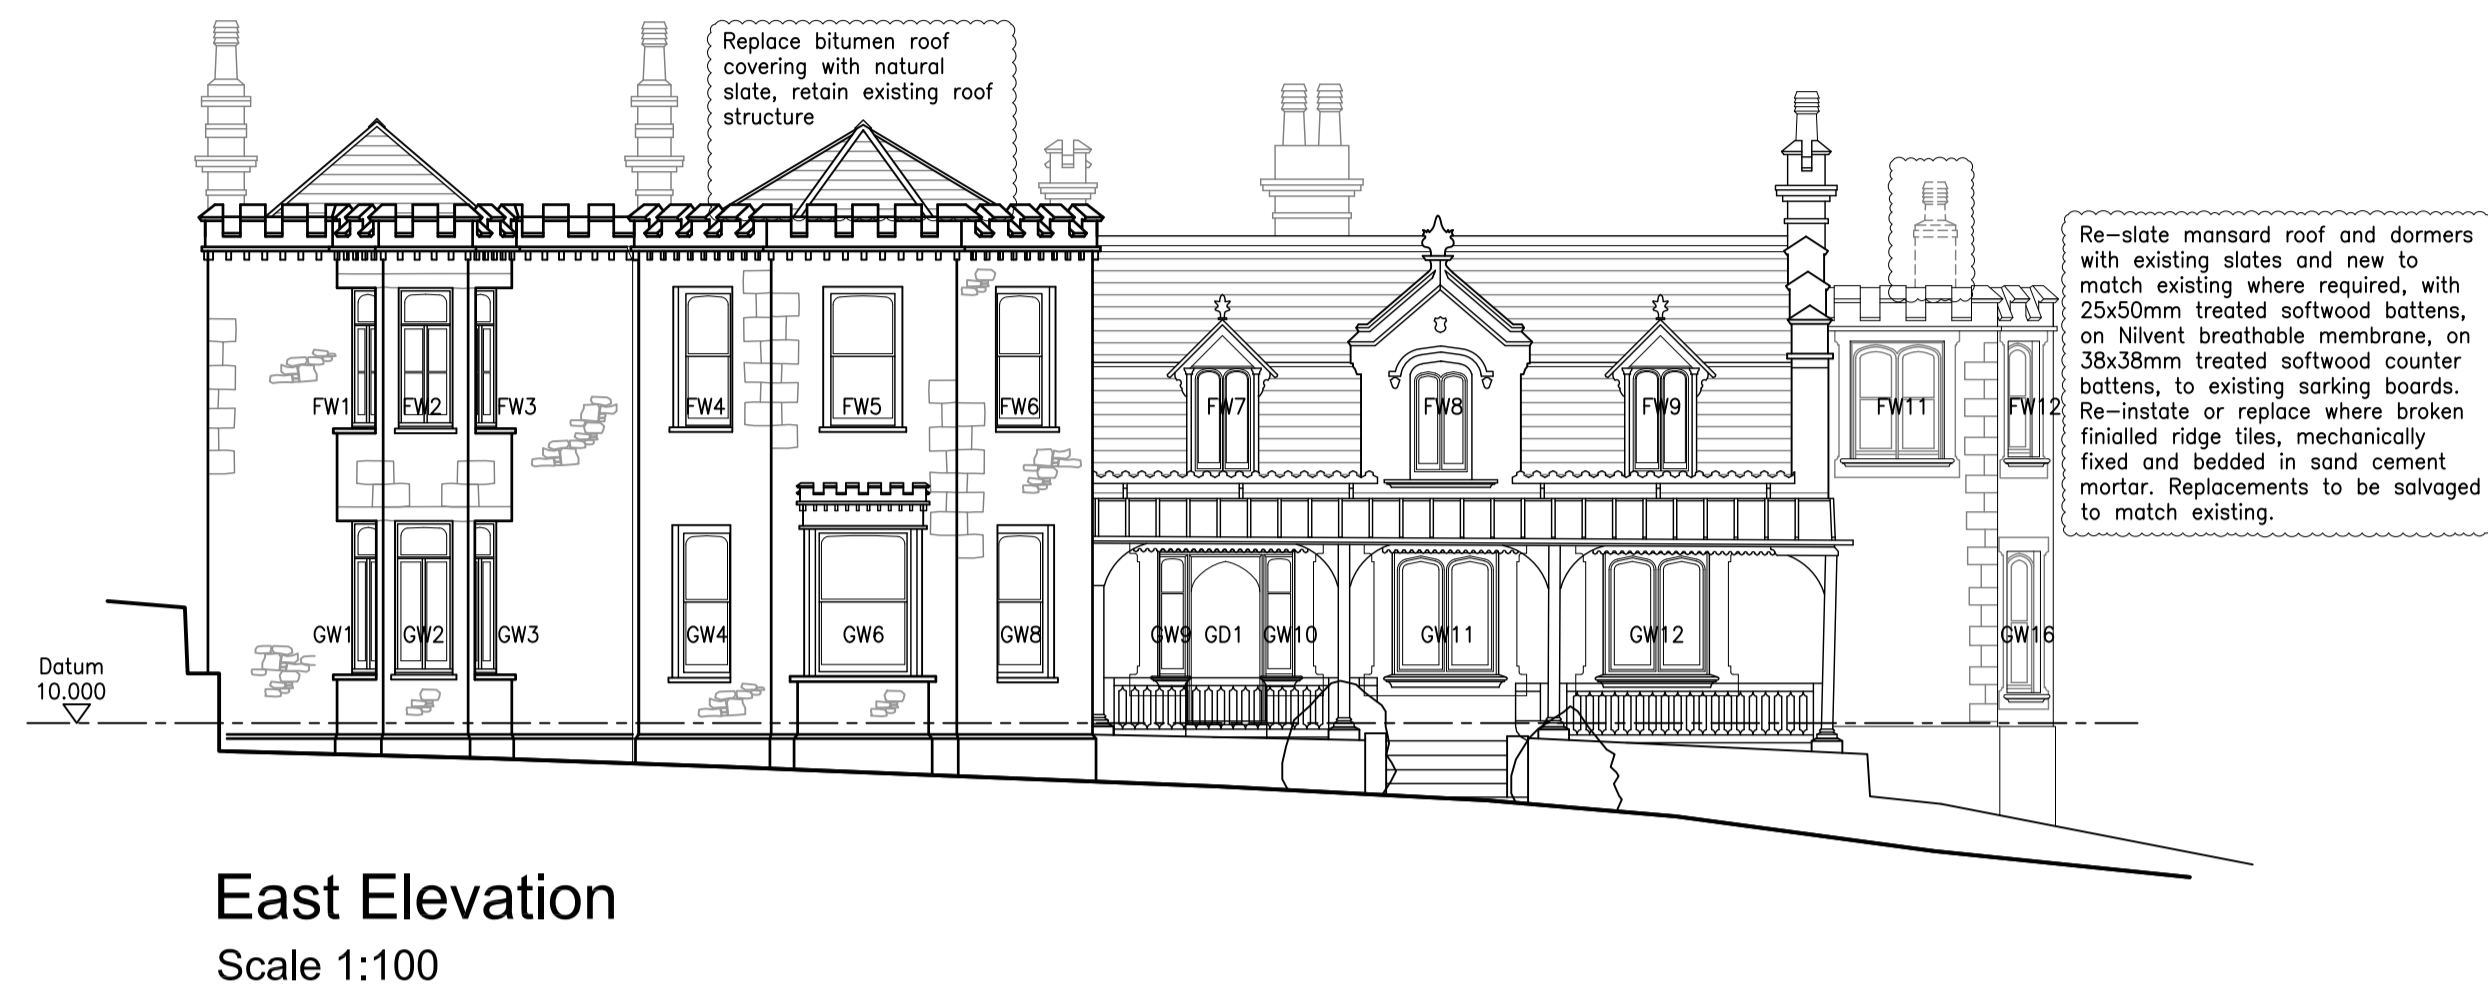 Replace bitumen roof
covering with natural
slate, retain existing roof
structure
Re-slate mansard roof and dormers
with existing slates and new to
match existing where required, with
25x50mm treated softwood battens,
on Nilvent breathable membrane, on
38x38mm treated softwood counter
battens, to existing sarking boards.
Re-instate or replace where broken
finialled ridge tiles, mechanically
fixed and bedded in sand cement
mortar. Replacements to be salvaged
to match existing.
FW1 FW2 FW3 FW4 FW5 FW6 FW7 FW8 FW9 FW11 FW12
GW1 GW2 GW3 GW4 GW6 GW8 GW9 GD1 GW10 GW11 GW12 GW16
Datum
10.000
East Elevation
Scale 1:100